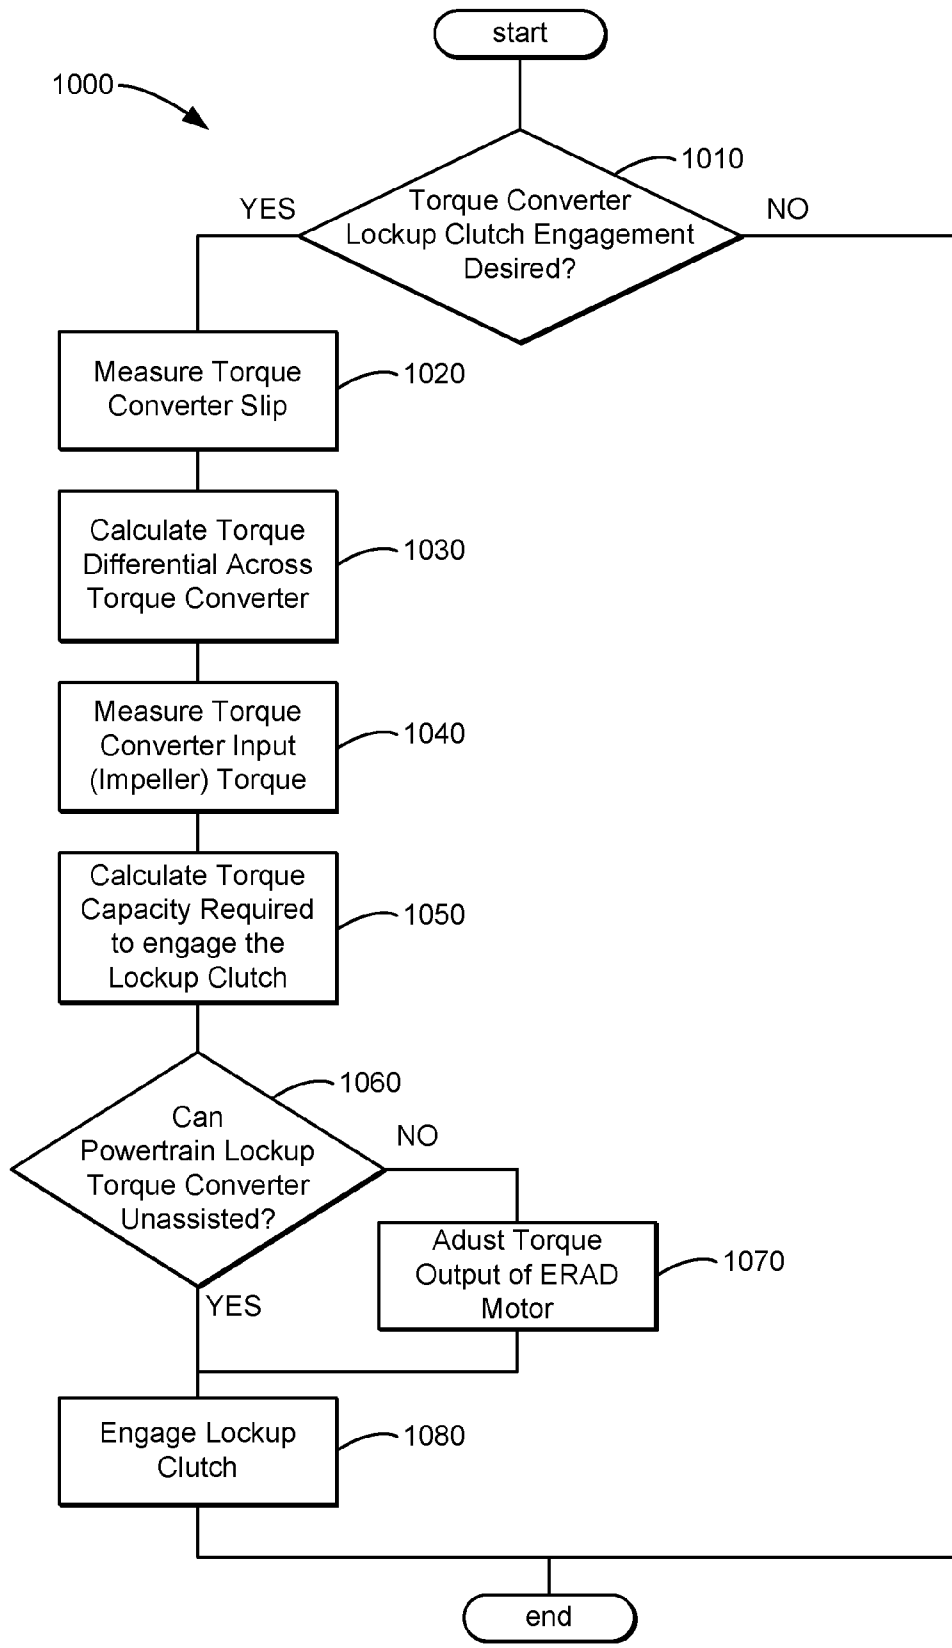 start
1000
1010
YES
Torque Converter
Lockup Clutch Engagement
Desired?
NO
Measure Torque
Converter Slip
1020
Calculate Torque
Differential Across
Torque Converter
1030
Measure Torque
Converter Input
(Impeller) Torque
1040
Calculate Torque
Capacity Required
to engage the
Lockup Clutch
1050
1060
Can
Powertrain Lockup
Torque Converter
Unassisted?
NO
Adust Torque
Output of ERAD
Motor
1070
YES
Engage Lockup
Clutch
1080
end